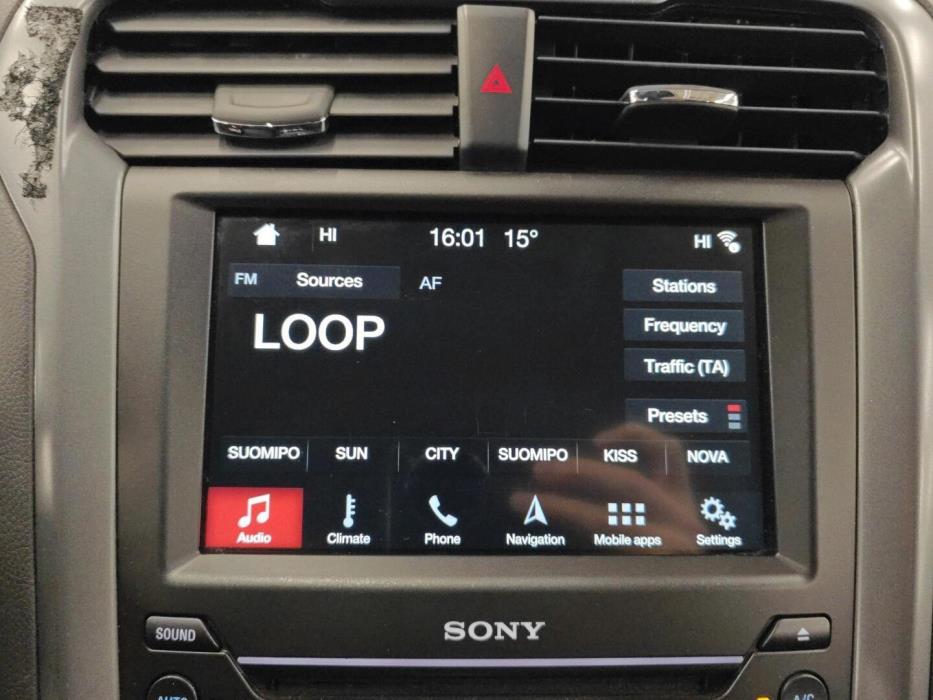 HI 16:01 15° HI
FM Sources AF Stations
LOOP
Frequency
Traffic (TA)
Presets
SUOMIPO SUN CITY SUOMIPO KISS NOVA
Audio Climate Phone Navigation Mobile apps Settings
SOUND SONY
AUTO A/C